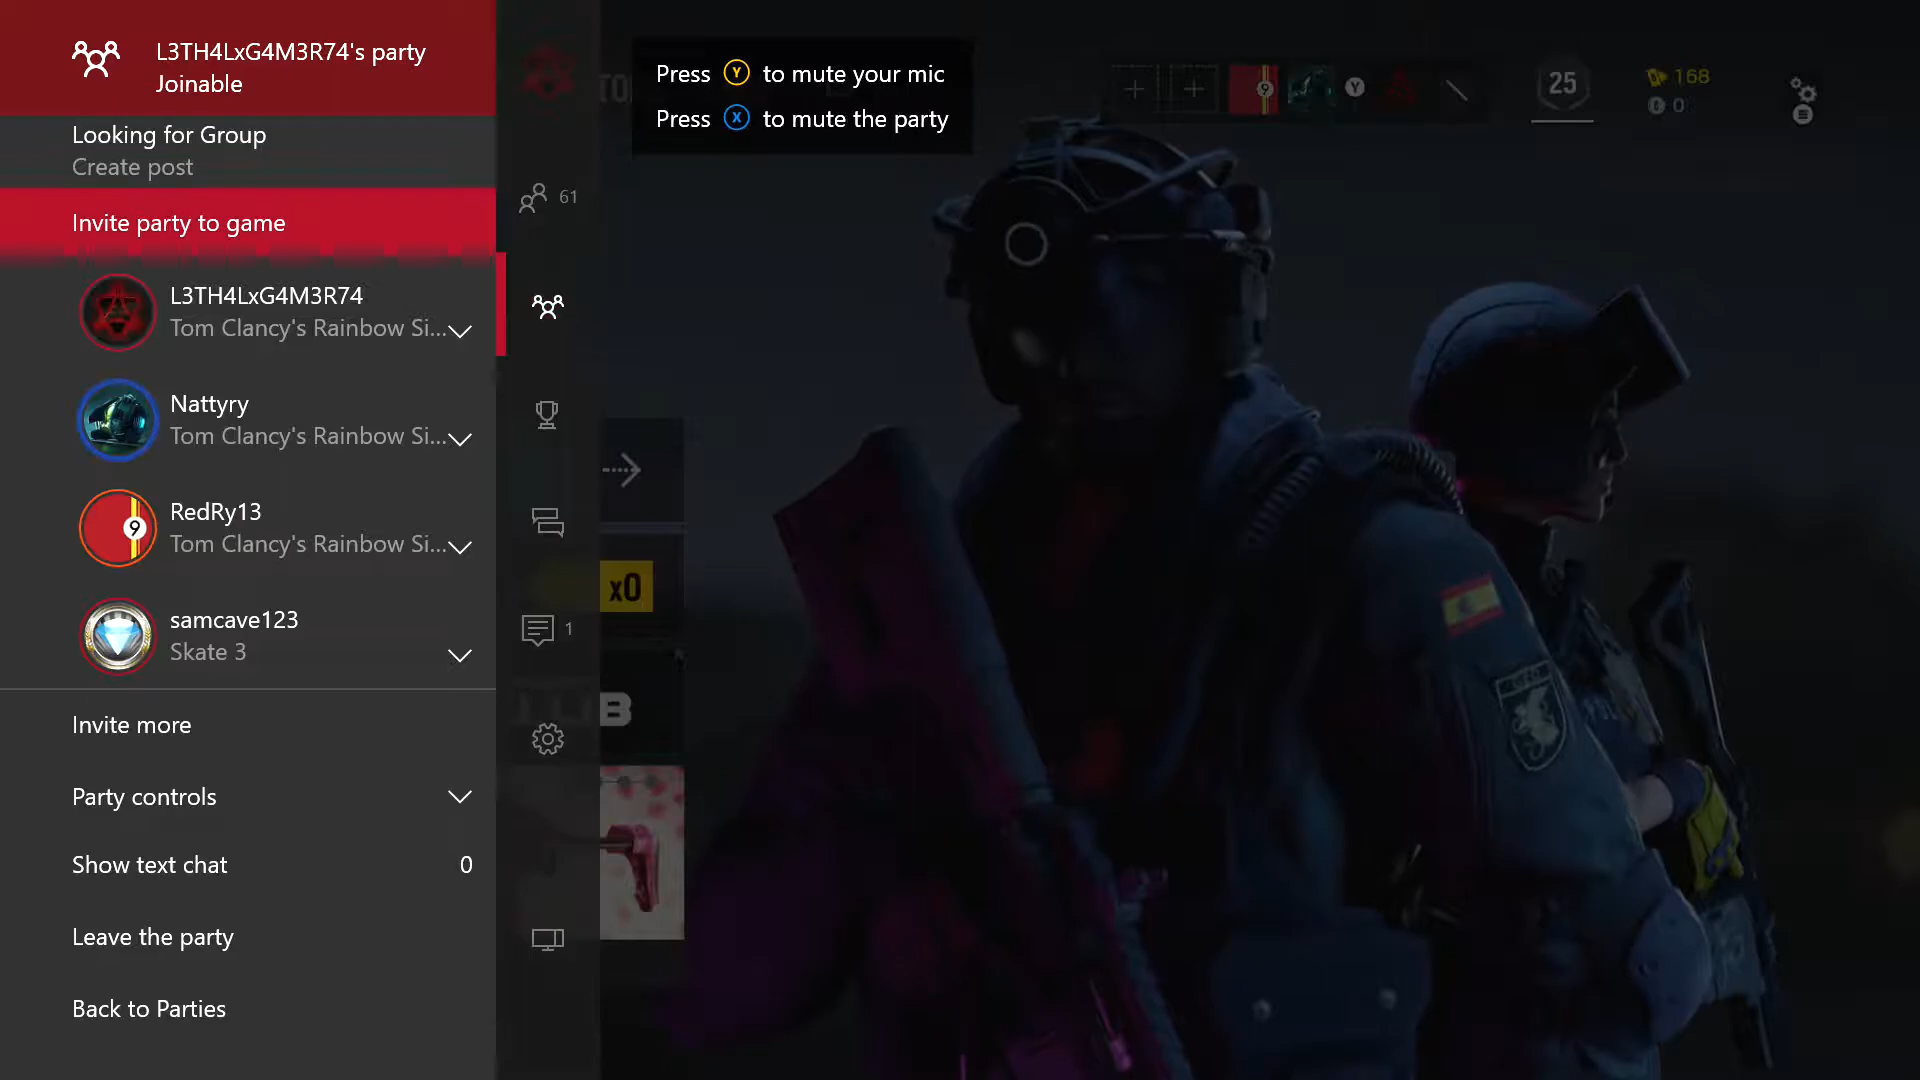 L3TH4LxG4M3R74's party
Joinable
Looking for Group
Create post
Invite party to game
L3TH4LxG4M3R74
Tom Clancy's Rainbow Si...
Nattyry
Tom Clancy's Rainbow Si...
RedRy13
Tom Clancy's Rainbow Si...
9
samcave123
Skate 3
Invite more
Party controls
Show text chat 0
Leave the party
Back to Parties
61
1
Press Y to mute your mic
Press X to mute the party
TO
9
Y
25
168
0
x0
B